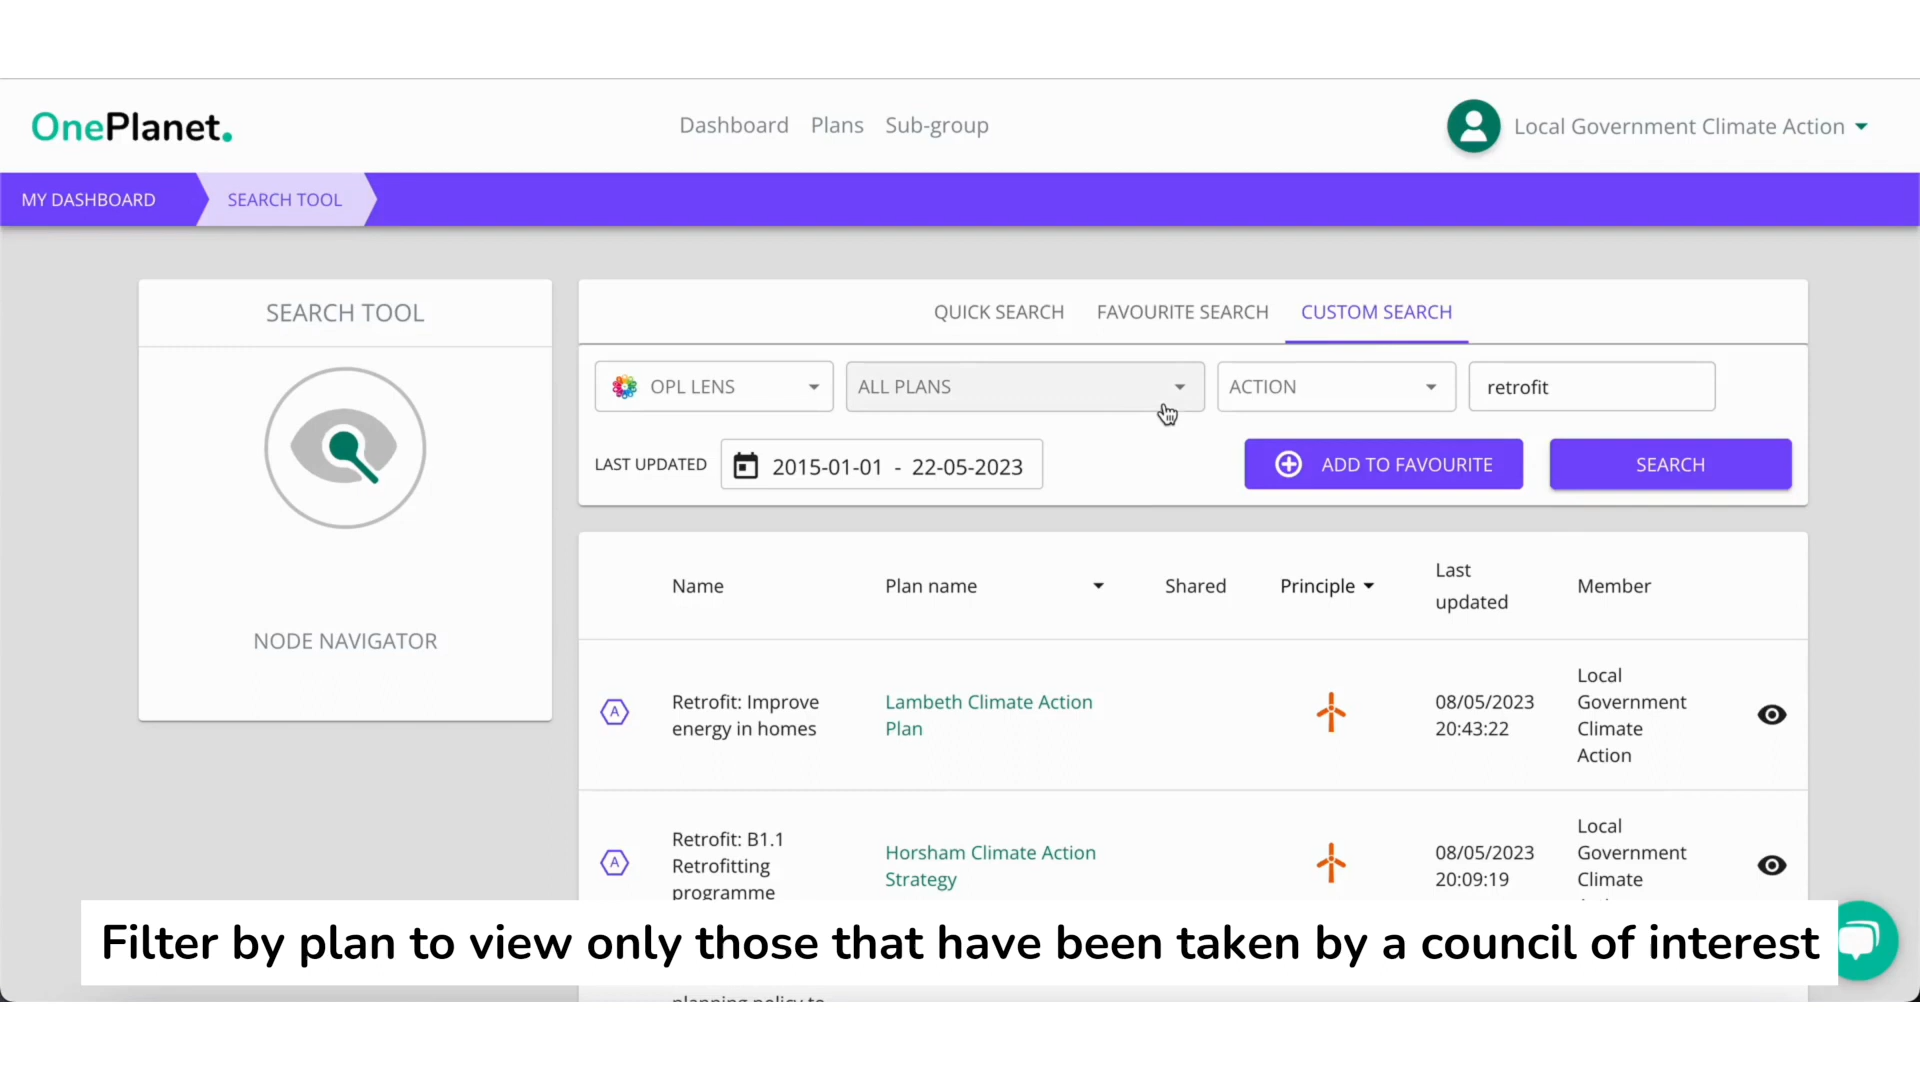 OnePlanet.
Dashboard Plans Sub-group
Local Government Climate Action
MY DASHBOARD
SEARCH TOOL
SEARCH TOOL
NODE NAVIGATOR
QUICK SEARCH
FAVOURITE SEARCH
CUSTOM SEARCH
OPL LENS
ALL PLANS
ACTION
retrofit
LAST UPDATED
2015-01-01 - 22-05-2023
ADD TO FAVOURITE
SEARCH
Name
Plan name
Shared
Principle
Last
updated
Member
A
Retrofit: Improve
energy in homes
Lambeth Climate Action
Plan
08/05/2023
20:43:22
Local
Government
Climate
Action
A
Retrofit: B1.1
Retrofitting
programme
Horsham Climate Action
Strategy
08/05/2023
20:09:19
Local
Government
Climate
Filter by plan to view only those that have been taken by a council of interest
planning policy to